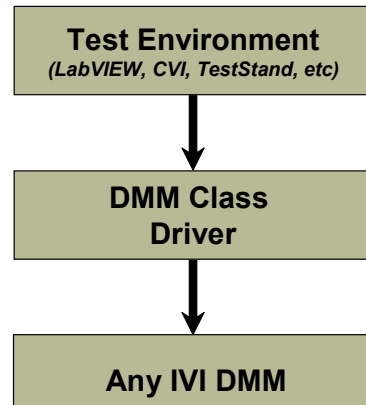 Test Environment
(LabVIEW, CVI, TestStand, etc)
DMM Class
Driver
Any IVI DMM